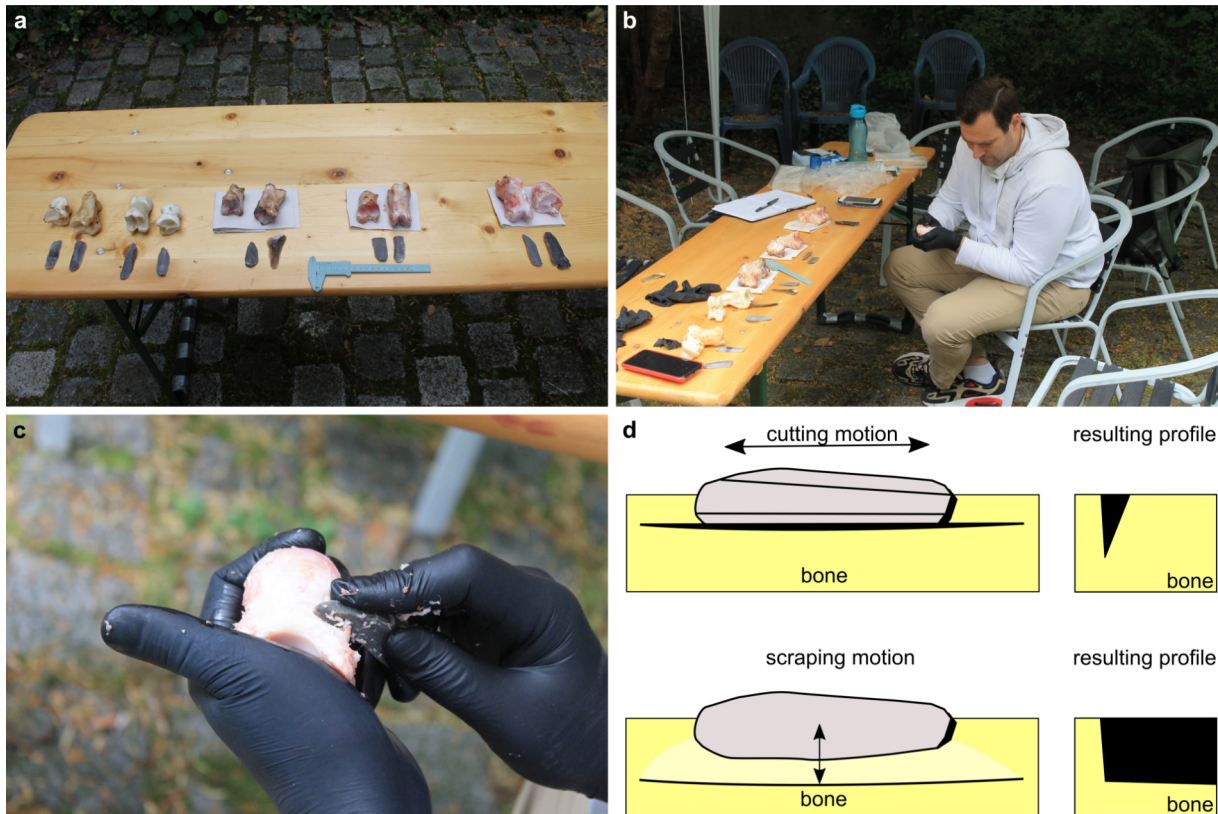 a
b
c
d
cutting motion
resulting profile
bone
bone
scraping motion
resulting profile
bone
bone